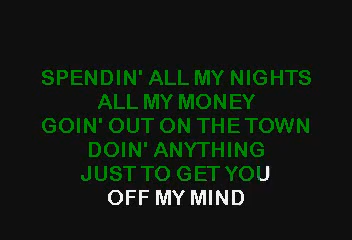 SPENDIN' ALL MY NIGHTS
ALL MY MONEY
GOIN' OUT ON THE TOWN
DOIN' ANYTHING
JUST TO GET YOU
OFF MY MIND